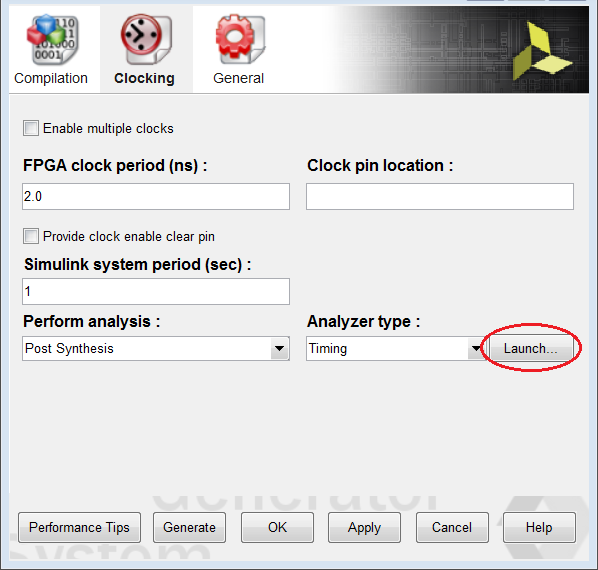 Compilation
Clocking
General
Enable multiple clocks
FPGA clock period (ns) :
Clock pin location :
2.0
Provide clock enable clear pin
Simulink system period (sec) :
1
Perform analysis :
Analyzer type :
Post Synthesis
Timing
Launch...
Generator
Performance Tips
Generate
OK
Apply
Cancel
Help
System